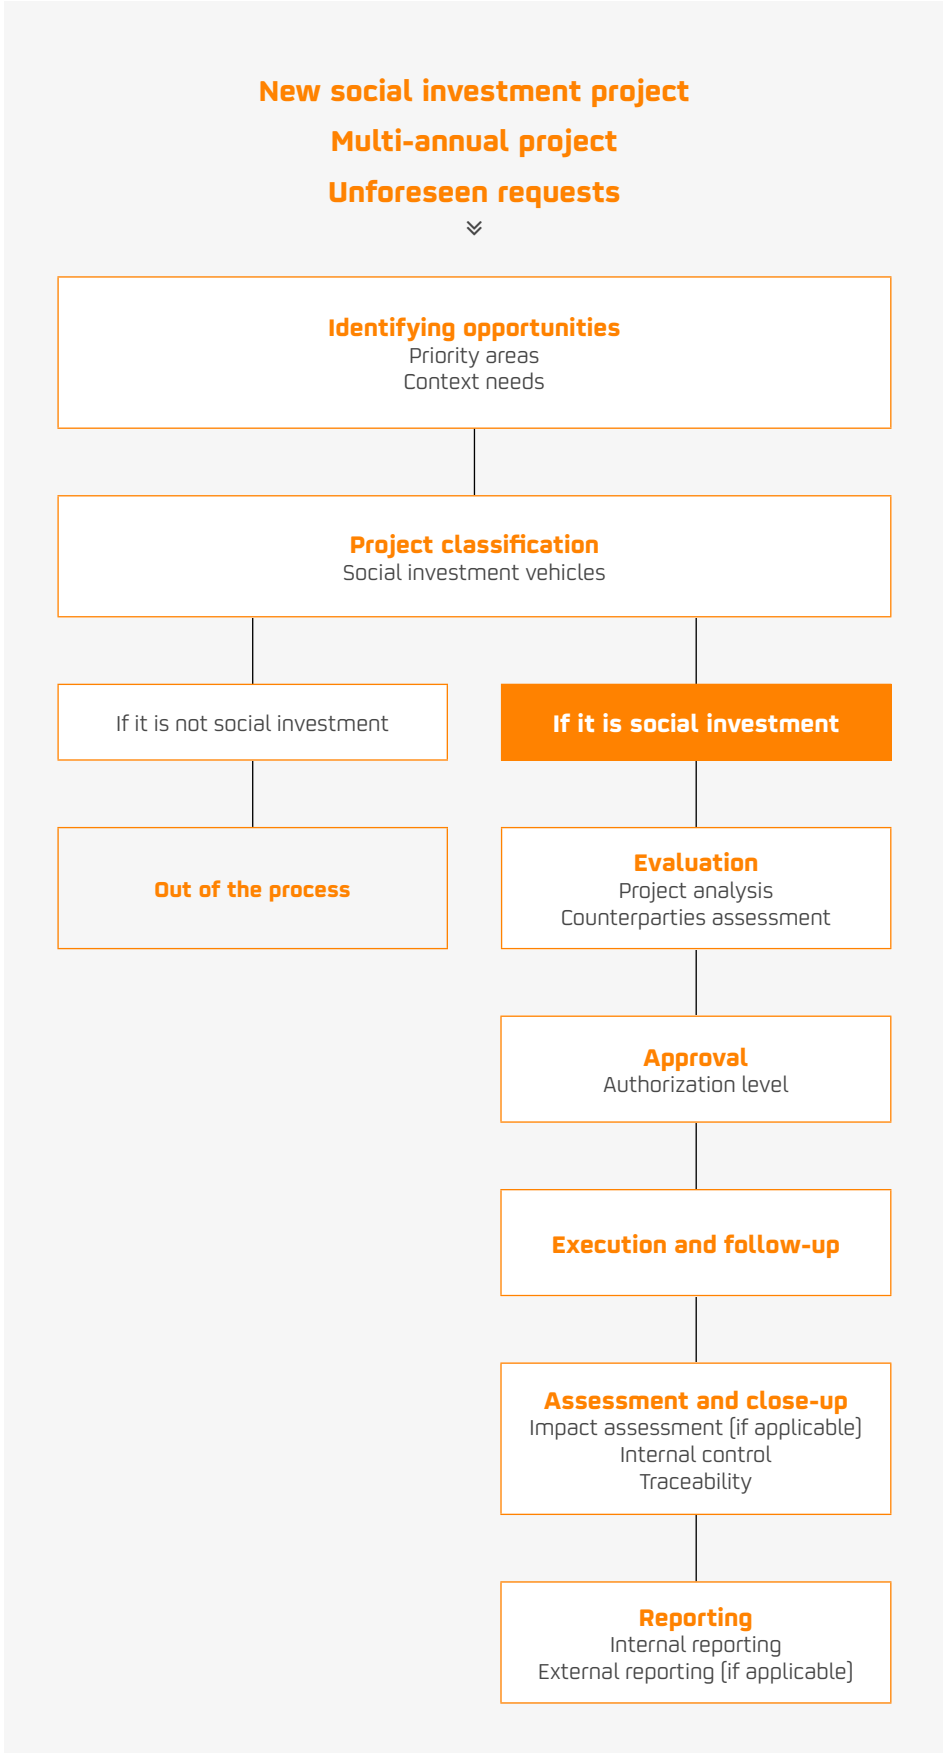 New social investment project
Multi-annual project
Unforeseen requests
Identifying opportunities
Priority areas
Context needs
Project classification
Social investment vehicles
If it is not social investment
If it is social investment
Out of the process
Evaluation
Project analysis
Counterparties assessment
Approval
Authorization level
Execution and follow-up
Assessment and close-up
Impact assessment (if applicable)
Internal control
Traceability
Reporting
Internal reporting
External reporting (if applicable)